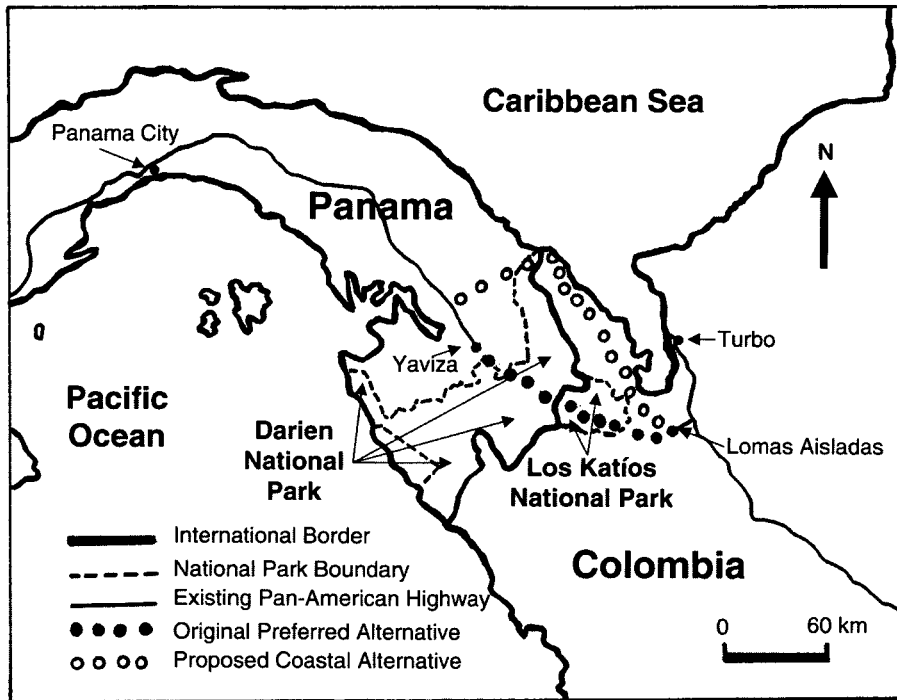 Caribbean Sea
Panama City
N
Panama
Turbo
Yaviza
Pacific
Ocean
Darien
National
Park
Lomas Aisladas
Los Katíos
National Park
International Border
National Park Boundary
Existing Pan-American Highway
Original Preferred Alternative
Proposed Coastal Alternative
Colombia
0 60 km